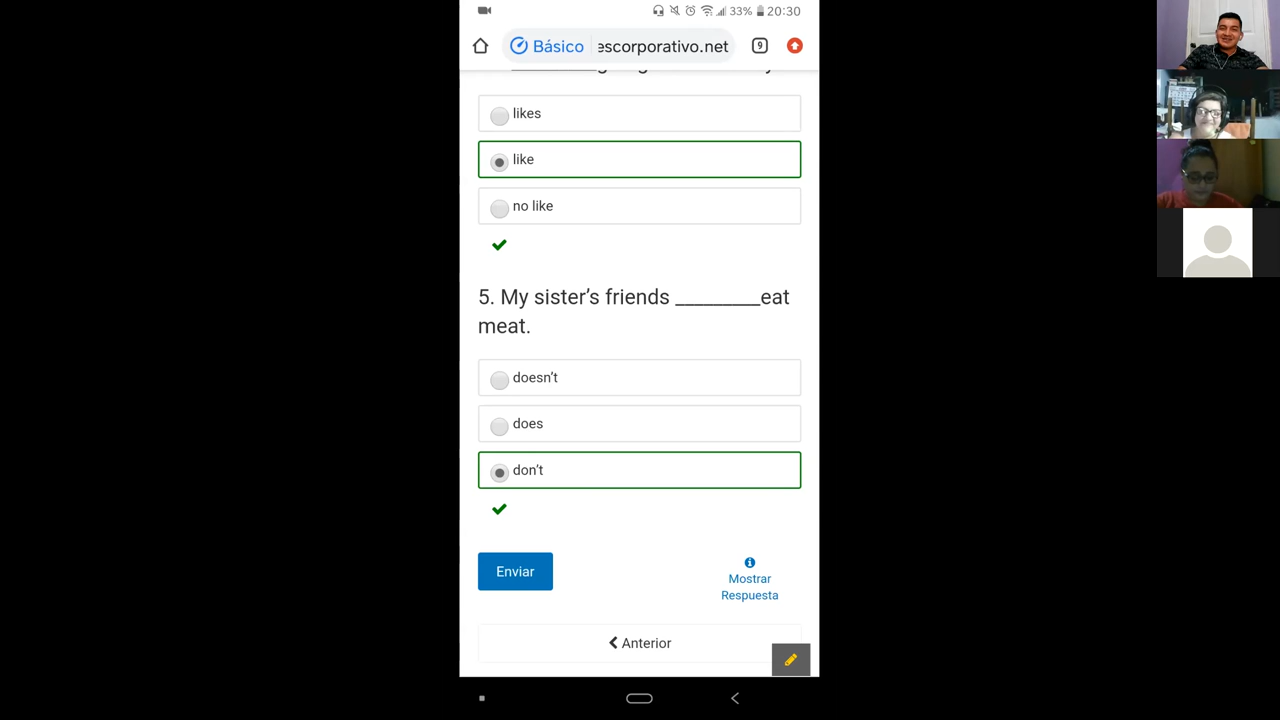 33% 20:30
Básico escorporativo.net 9
likes
like
no like
5. My sister’s friends _________eat
meat.
doesn’t
does
don’t
Enviar
Mostrar
Respuesta
Anterior